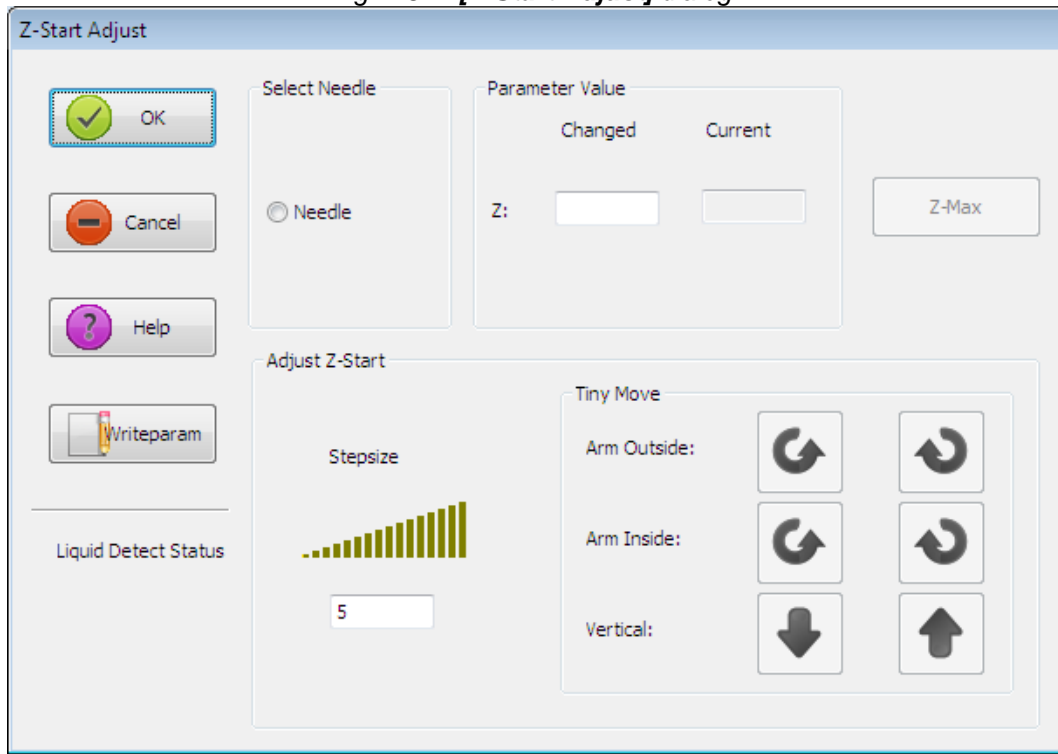 Z-Start Adjust
OK
Cancel
Help
Writeparam
Liquid Detect Status
Select Needle
Needle
Parameter Value
Changed Current
Z:
Z-Max
Adjust Z-Start
Stepsize
5
Tiny Move
Arm Outside:
Arm Inside:
Vertical: